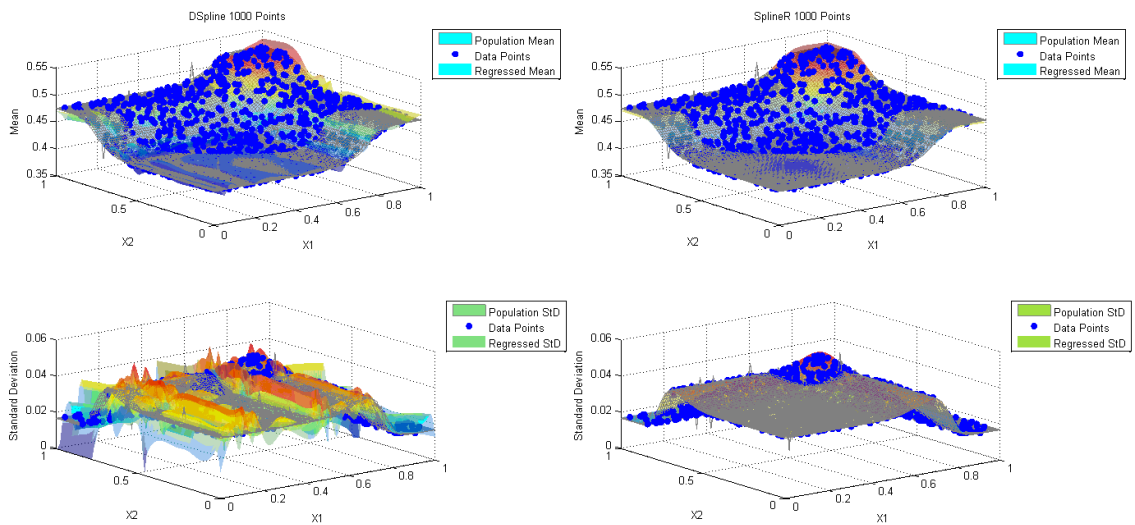 DSpline 1000 Points
Population Mean
Data Points
Regressed Mean
0.55
0.5
0.45
0.4
0.35
Mean
1
0.5
0
X2
0
0.2
0.4
0.6
0.8
1
X1
SplineR 1000 Points
Population Mean
Data Points
Regressed Mean
0.55
0.5
0.45
0.4
0.35
Mean
1
0.5
0
X2
0
0.2
0.4
0.6
0.8
1
X1
Population StD
Data Points
Regressed StD
0.06
0.04
0.02
0
Standard Deviation
1
0.5
0
X2
0
0.2
0.4
0.6
0.8
1
X1
Population StD
Data Points
Regressed StD
0.06
0.04
0.02
0
Standard Deviation
1
0.5
0
X2
0
0.2
0.4
0.6
0.8
1
X1